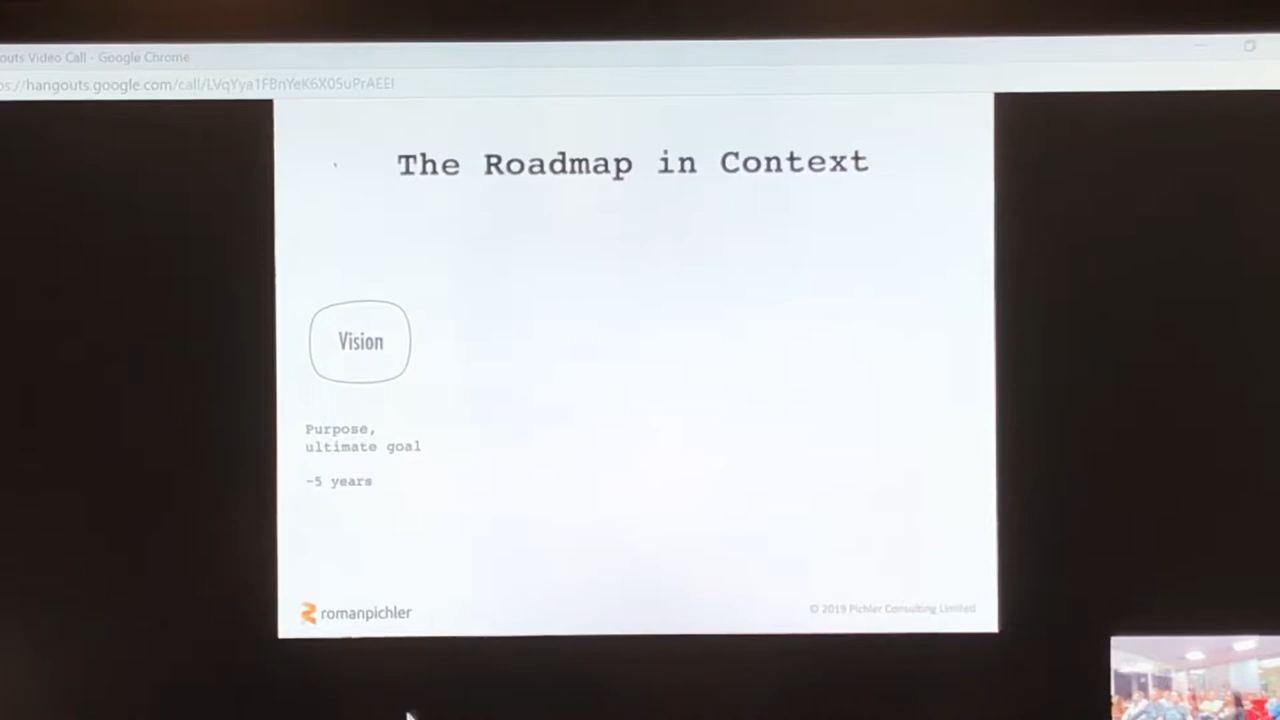 outs Video Call - Google Chrome
ps://hangouts.google.com/call/LVqYya1FBnYeK6X05uPrAEEI
The Roadmap in Context
Vision
Purpose,
ultimate goal
~5 years
romanpichler
© 2019 Pichler Consulting Limited